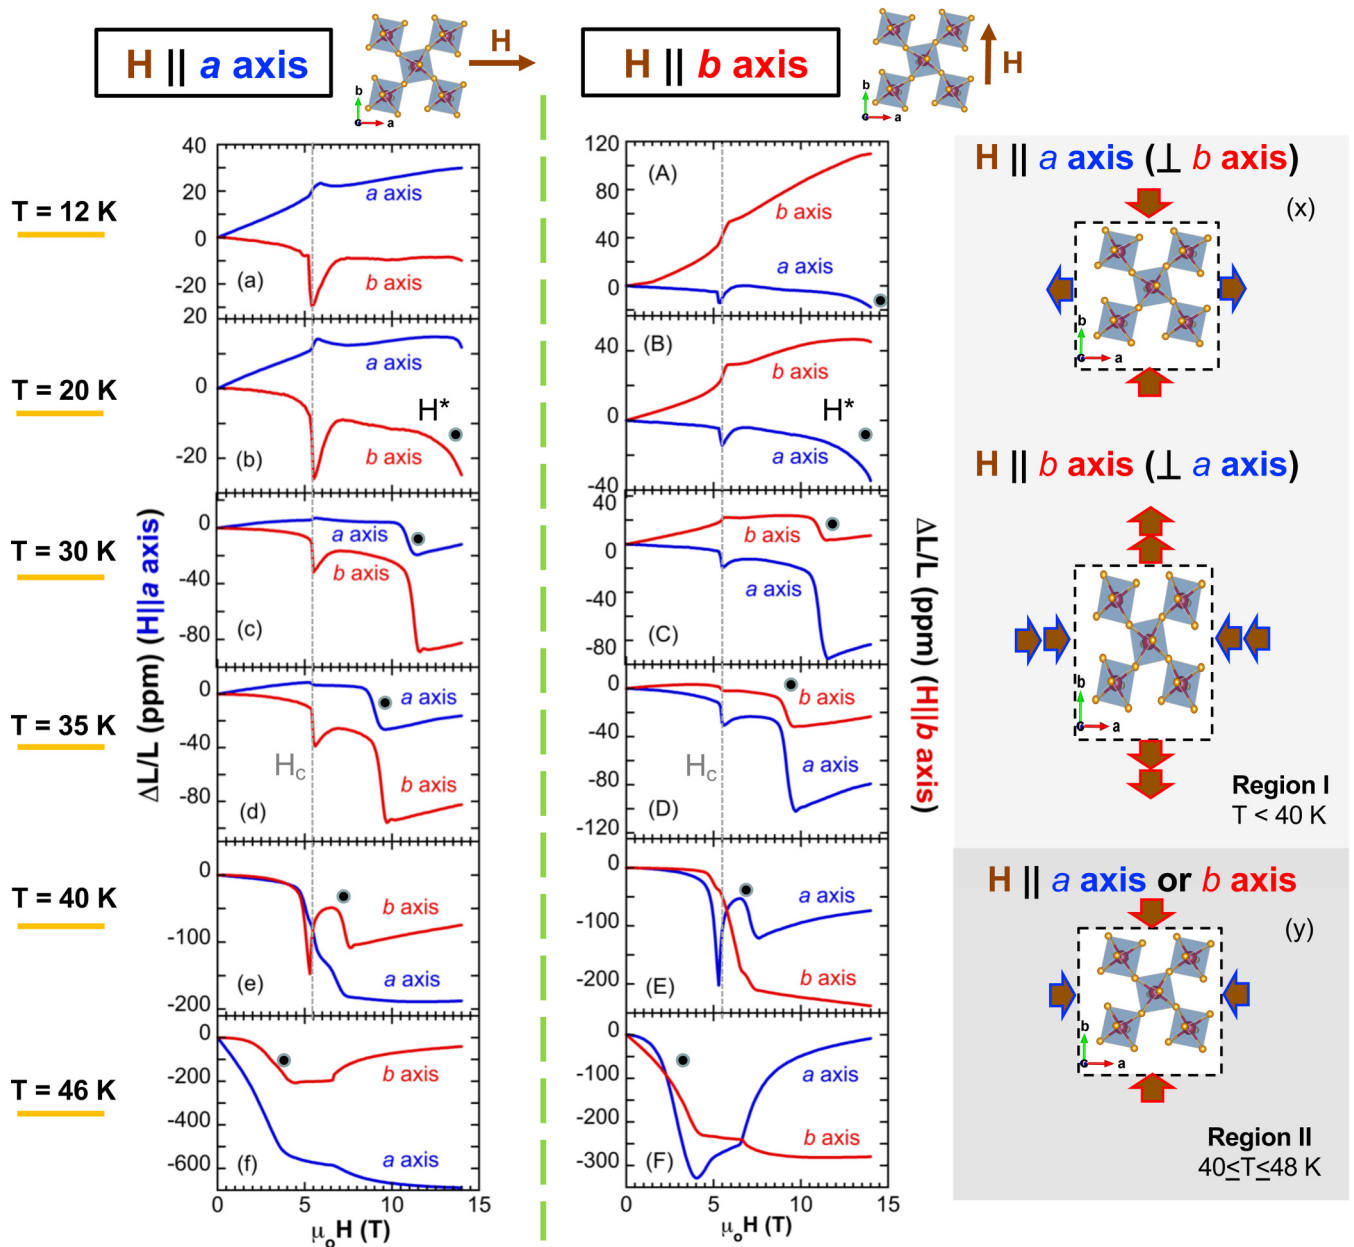 H || a axis
H
b
a
H || b axis
H
b
a
T = 12 K
T = 20 K
T = 30 K
T = 35 K
T = 40 K
T = 46 K
ΔL/L (ppm) (H||a axis)
40
20
0
-20
a axis
b axis
(a)
20
0
-20
a axis
H*
b axis
(b)
0
-40
-80
a axis
b axis
(c)
0
-40
-80
a axis
b axis
H_C
(d)
0
-100
-200
b axis
a axis
(e)
0
-200
-400
-600
b axis
a axis
(f)
0 5 10 15
μ_oH (T)
120
80
40
0
(A)
b axis
a axis
40
0
-40
(B)
b axis
H*
a axis
40
0
-40
-80
b axis
a axis
(C)
0
-40
-80
-120
b axis
a axis
H_C
(D)
0
-100
-200
a axis
b axis
(E)
0
-100
-200
-300
a axis
b axis
(F)
0 5 10 15
μ_oH (T)
ΔL/L (ppm) (H||b axis)
H || a axis (⊥ b axis)
(x)
b
a
H || b axis (⊥ a axis)
b
a
Region I
T < 40 K
H || a axis or b axis
(y)
b
a
Region II
40≤T≤48 K